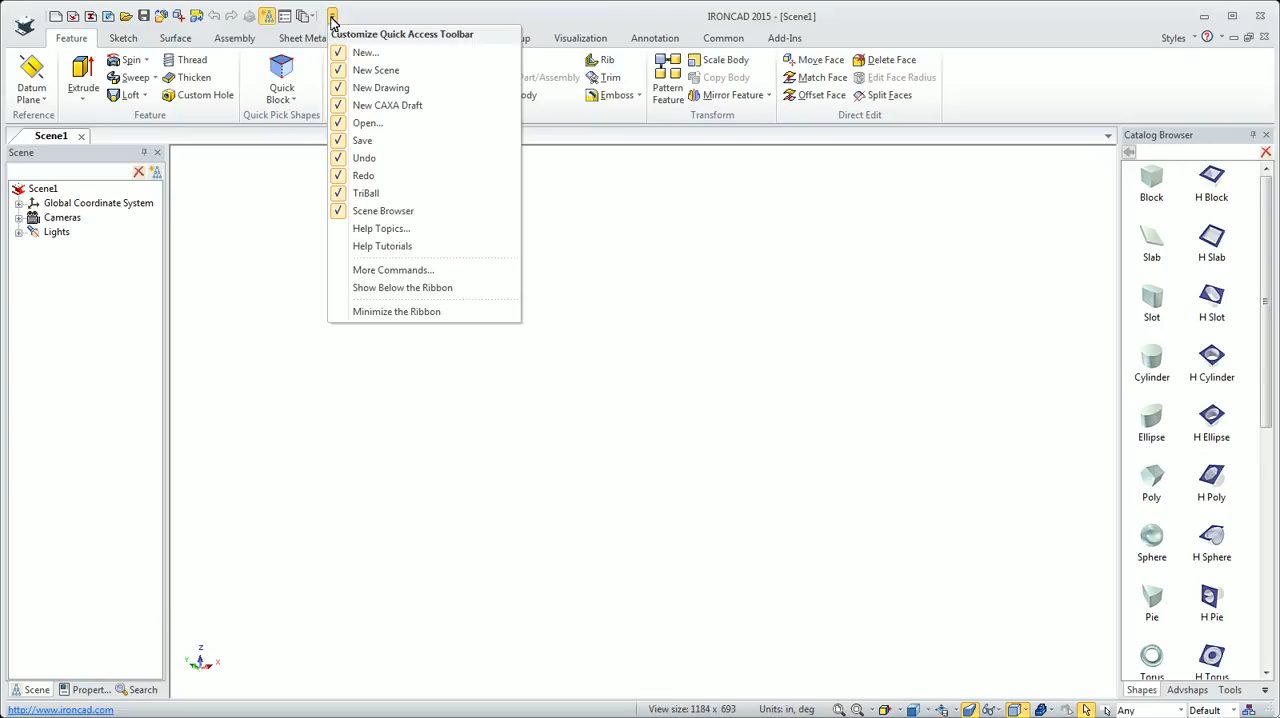 IRONCAD 2015 - [Scene1]
Feature
Sketch
Surface
Assembly
Sheet Meta
up
Visualization
Annotation
Common
Add-Ins
Styles
Customize Quick Access Toolbar
New...
New Scene
New Drawing
New CAXA Draft
Open...
Save
Undo
Redo
TriBall
Scene Browser
Help Topics...
Help Tutorials
More Commands...
Show Below the Ribbon
Minimize the Ribbon
Datum
Plane
Reference
Extrude
Spin
Sweep
Loft
Thread
Thicken
Custom Hole
Feature
Quick
Block
Quick Pick Shapes
Part/Assembly
ody
Rib
Trim
Emboss
Pattern
Feature
Scale Body
Copy Body
Mirror Feature
Transform
Move Face
Match Face
Offset Face
Delete Face
Edit Face Radius
Split Faces
Direct Edit
Scene1
Scene
Scene1
Global Coordinate System
Cameras
Lights
Catalog Browser
Block
H Block
Slab
H Slab
Slot
H Slot
Cylinder
H Cylinder
Ellipse
H Ellipse
Poly
H Poly
Sphere
H Sphere
Pie
H Pie
Torus
H Torus
Z
Y
X
Scene
Propert...
Search
Shapes
Advshaps
Tools
http://www.ironcad.com
View size: 1184 x 693
Units: in, deg
Any
Default